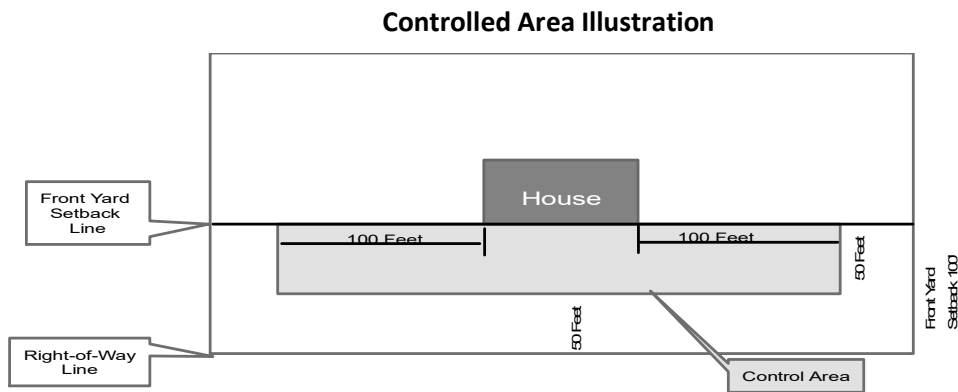 Controlled Area Illustration
House
Front Yard
Setback
Line
100 Feet
100 Feet
50 Feet
Front Yard
Setback 100'
50 Feet
Right-of-Way
Line
Control Area